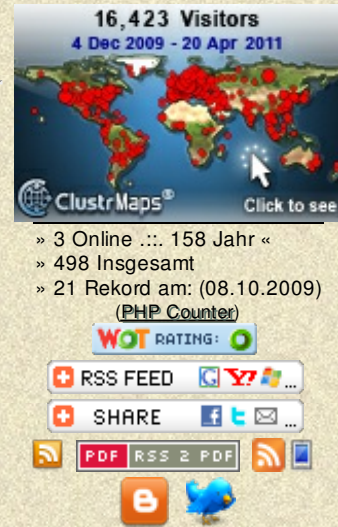 16,423 Visitors
4 Dec 2009 - 20 Apr 2011
ClustrMaps®
Click to see
» 3 Online .::. 158 Jahr «
» 498 Insgesamt
» 21 Rekord am: (08.10.2009)
(PHP Counter)
WOT RATING:
RSS FEED G Y! ...
SHARE f t ...
PDF RSS 2 PDF